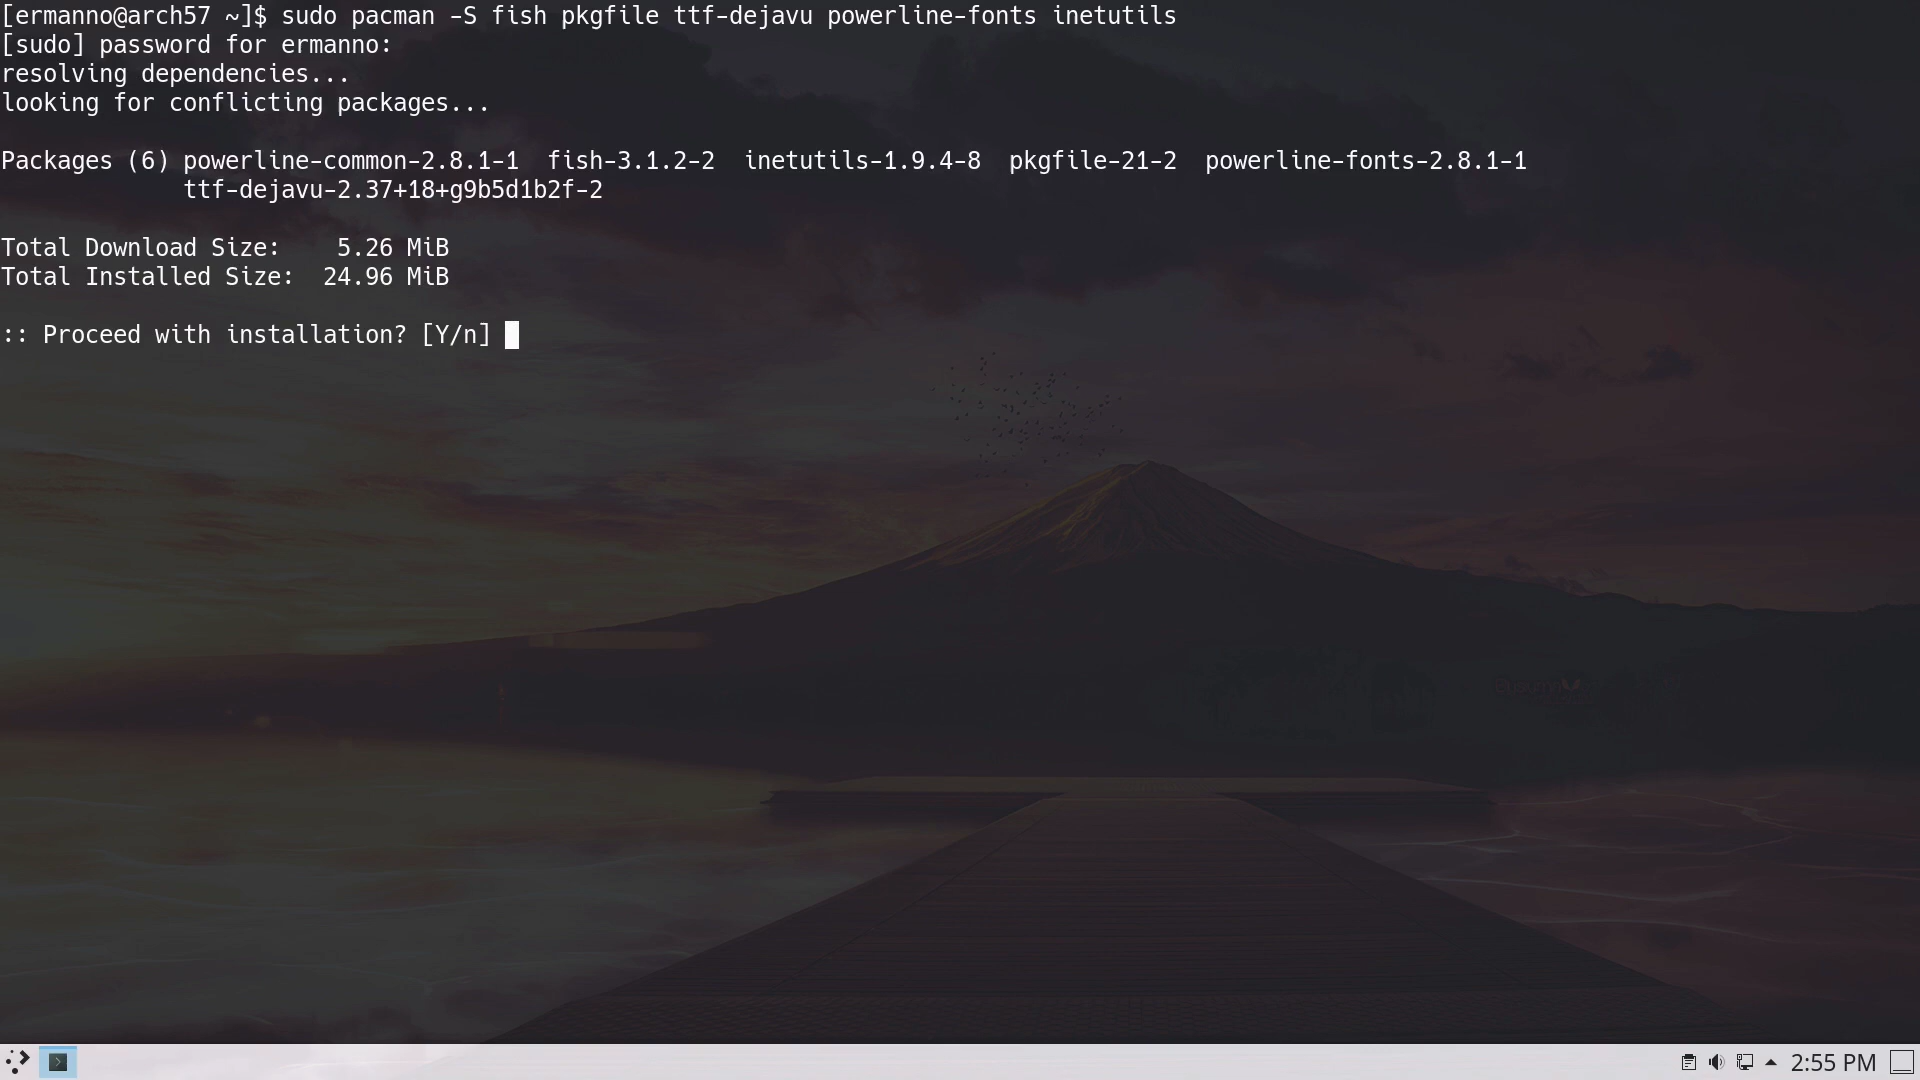 [ermanno@arch57 ~]$ sudo pacman -S fish pkgfile ttf-dejavu powerline-fonts inetutils
[sudo] password for ermanno:
resolving dependencies...
looking for conflicting packages...
Packages (6) powerline-common-2.8.1-1  fish-3.1.2-2  inetutils-1.9.4-8  pkgfile-21-2  powerline-fonts-2.8.1-1
ttf-dejavu-2.37+18+g9b5d1b2f-2
Total Download Size:    5.26 MiB
Total Installed Size:  24.96 MiB
:: Proceed with installation? [Y/n]
2:55 PM